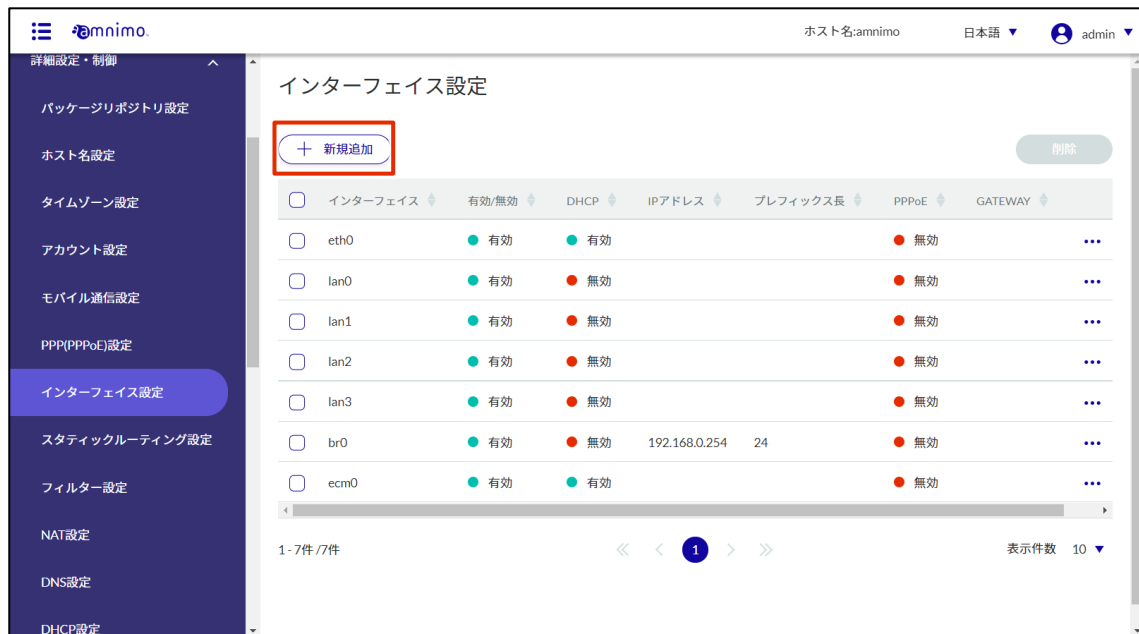 amnimo.
ホスト名:amnimo
日本語 ▼
admin ▼
詳細設定・制御
パッケージリポジトリ設定
ホスト名設定
タイムゾーン設定
アカウント設定
モバイル通信設定
PPP(PPPoE)設定
インターフェイス設定
スタティックルーティング設定
フィルター設定
NAT設定
DNS設定
DHCP設定
インターフェイス設定
+ 新規追加
削除
インターフェイス 有効/無効 DHCP IPアドレス プレフィックス長 PPPoE GATEWAY
eth0 有効 有効 無効 •••
lan0 有効 無効 無効 •••
lan1 有効 無効 無効 •••
lan2 有効 無効 無効 •••
lan3 有効 無効 無効 •••
br0 有効 無効 192.168.0.254 24 無効 •••
ecm0 有効 有効 無効 •••
1 - 7件 /7件
1
表示件数 10 ▼